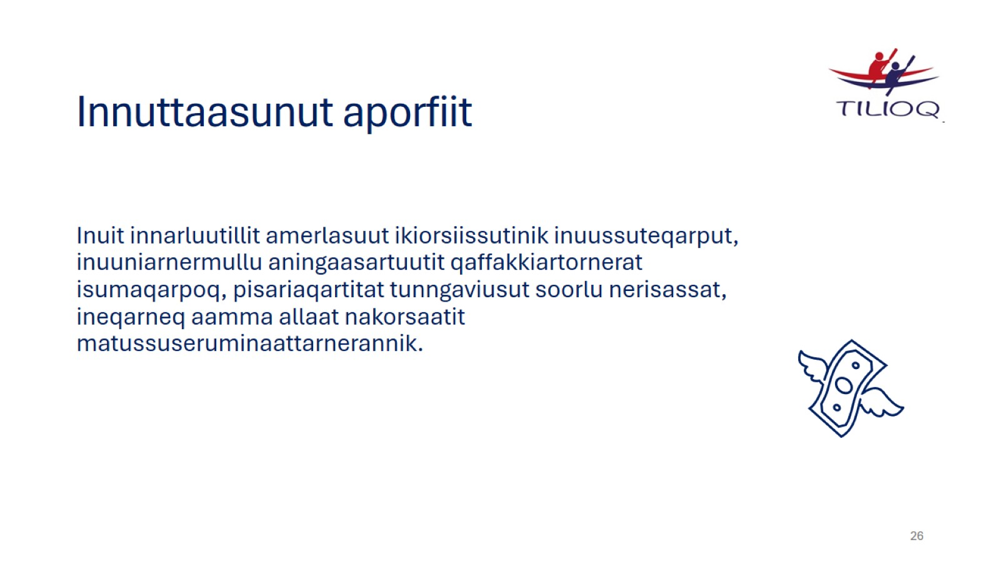 TILIOQ
Innuttaasunut aporfiit
Inuit innarluutillit amerlasuut ikiorsiissutinik inuussuteqarput,
inuuniarnermullu aningaasartuutit qaffakkiartornerat
isumaqarpoq, pisariaqartitat tunngaviusut soorlu nerisassat,
ineqarneq aamma allaat nakorsaatit
matussuseruminaattarnerannik.
26